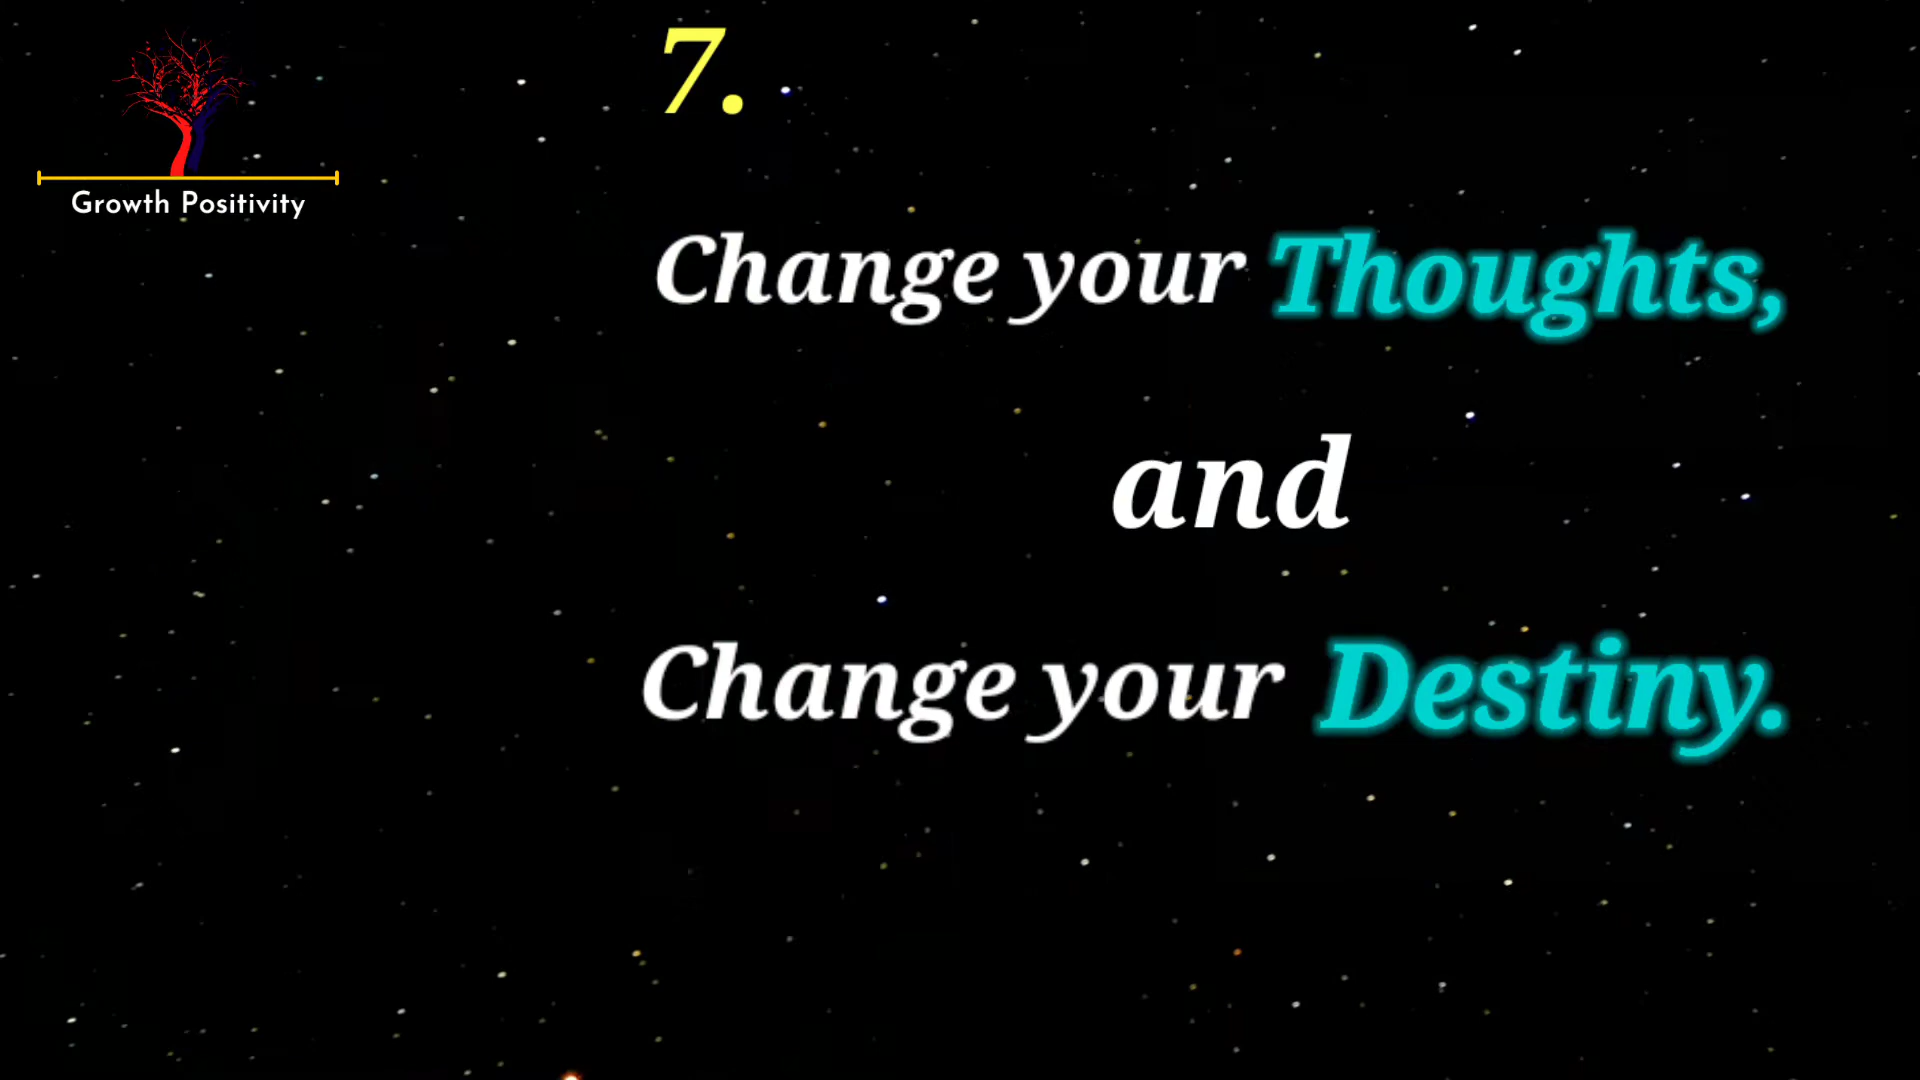 7.
Growth Positivity
Change your Thoughts,
and
Change your Destiny.